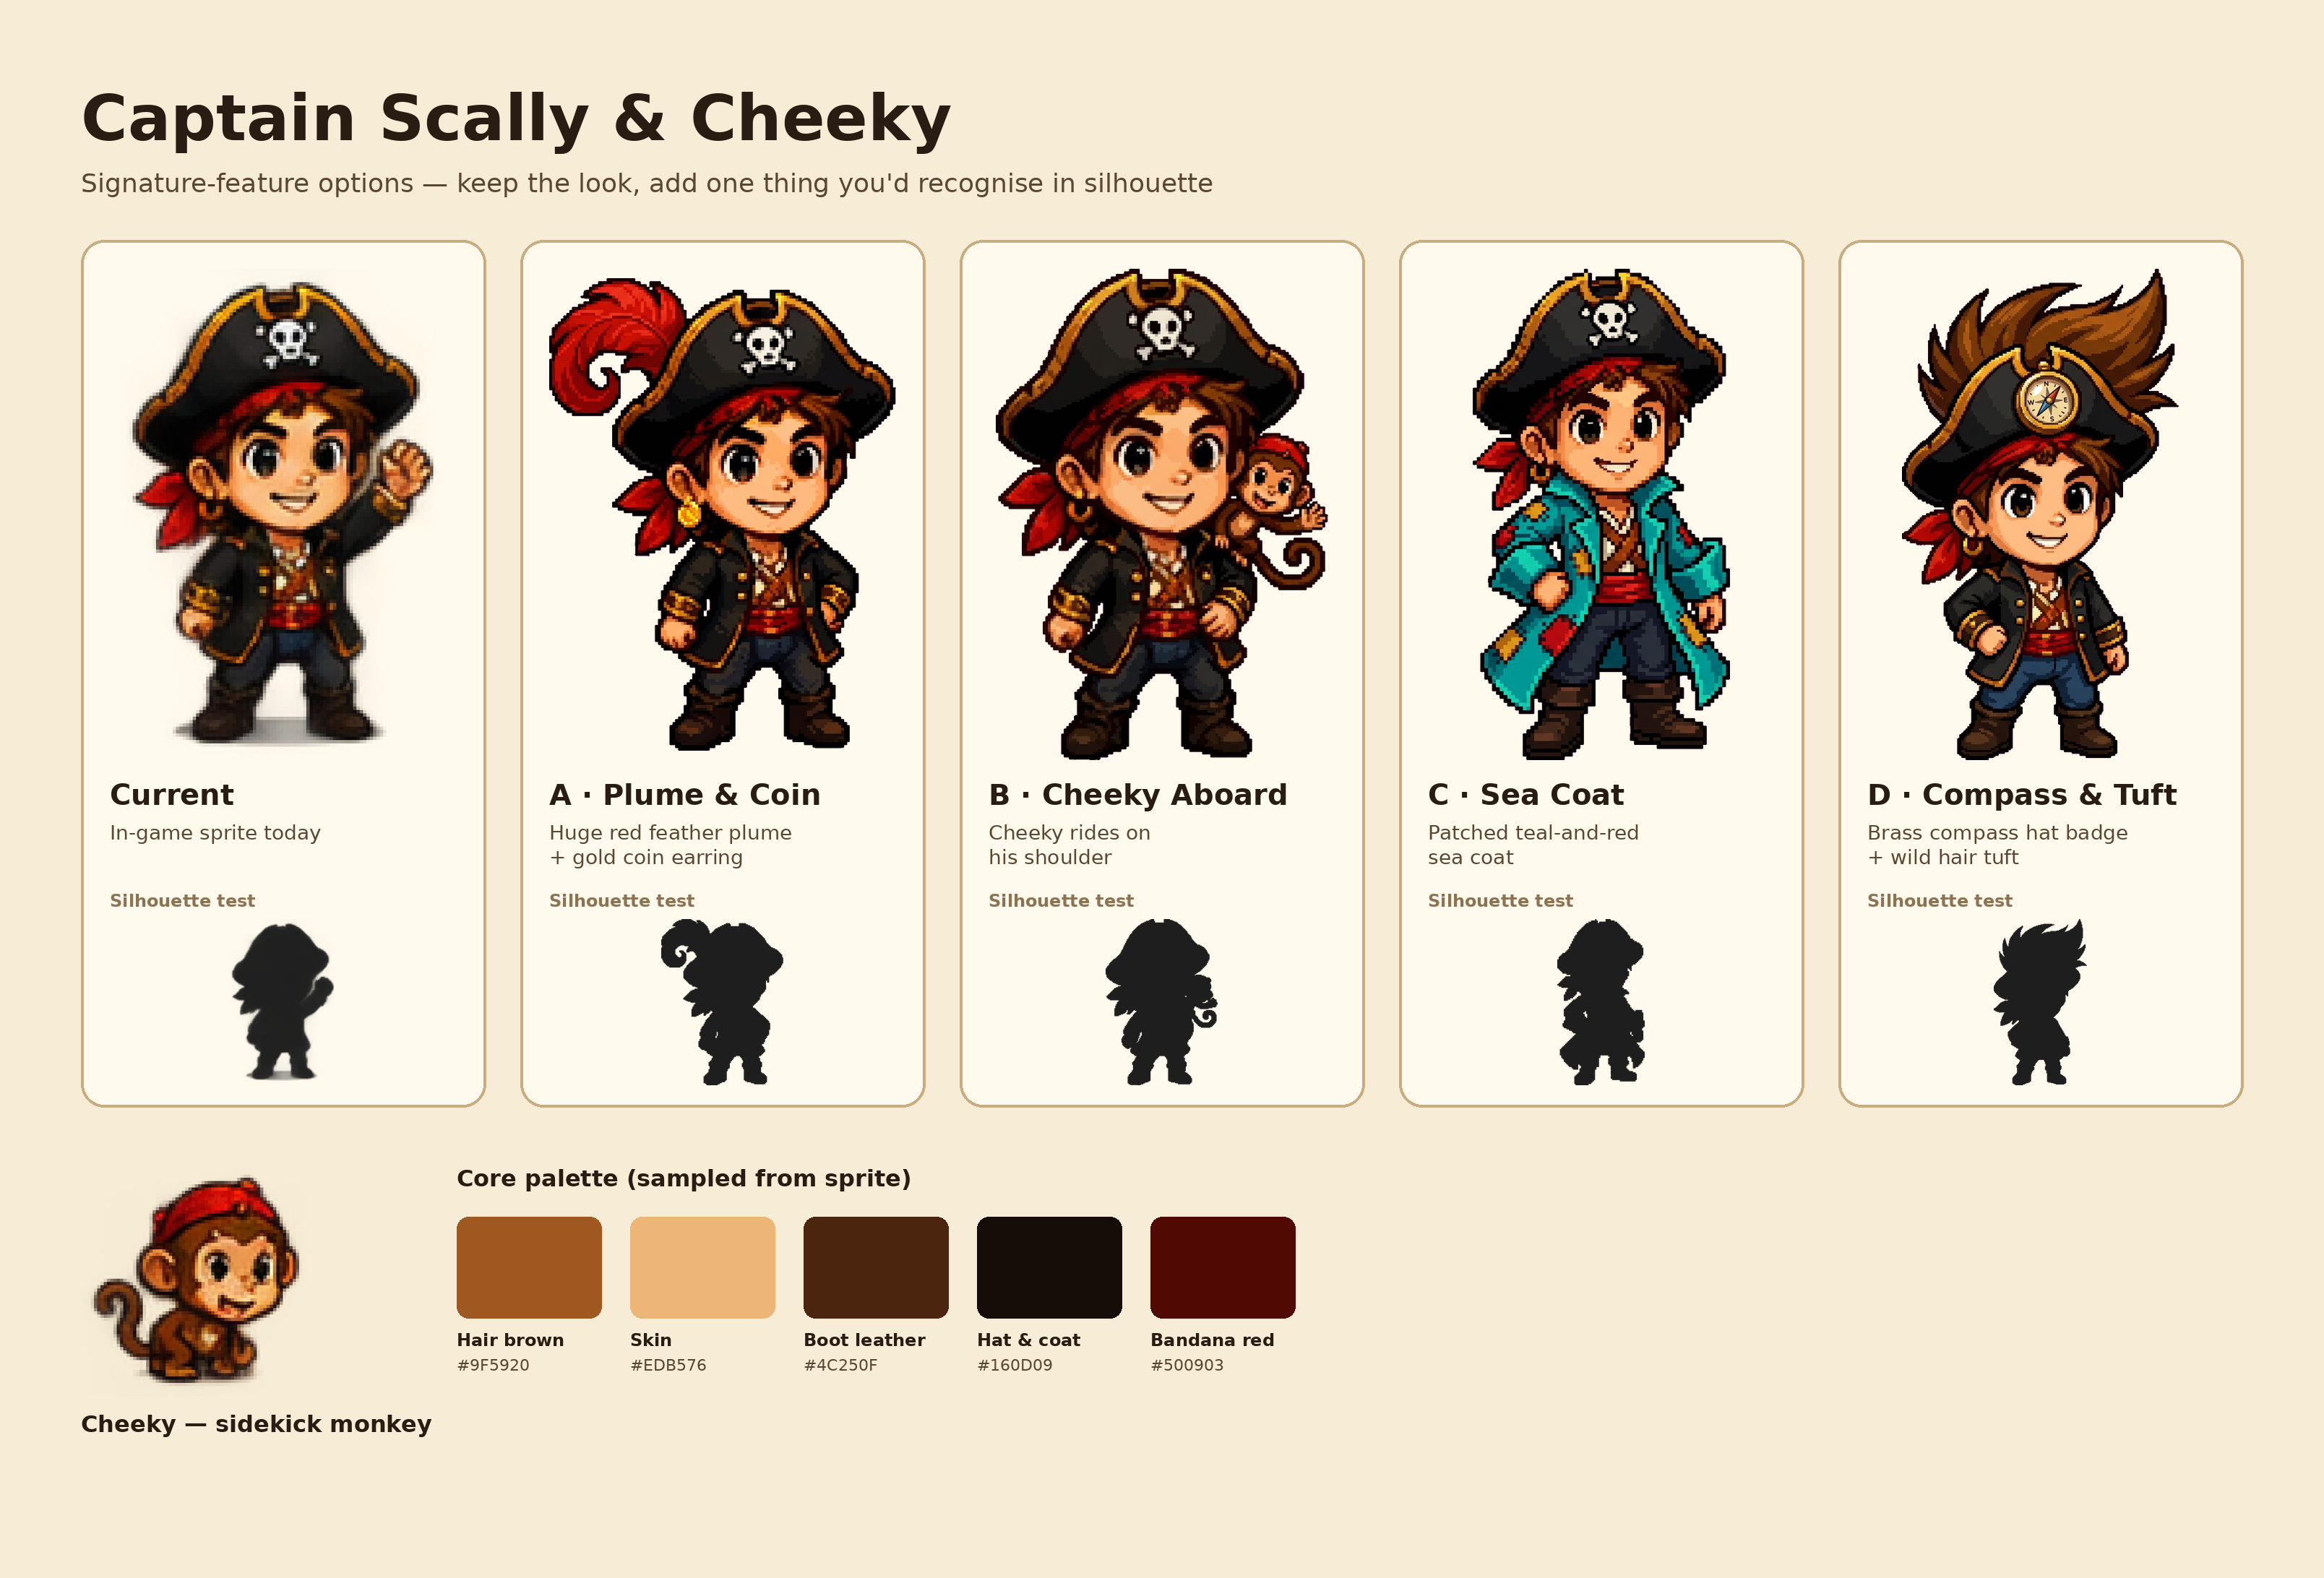 Captain Scally & Cheeky
Signature-feature options — keep the look, add one thing you'd recognise in silhouette
Current
In-game sprite today
Silhouette test
A · Plume & Coin
Huge red feather plume
+ gold coin earring
Silhouette test
B · Cheeky Aboard
Cheeky rides on
his shoulder
Silhouette test
C · Sea Coat
Patched teal-and-red
sea coat
Silhouette test
N
W
E
S
D · Compass & Tuft
Brass compass hat badge
+ wild hair tuft
Silhouette test
Cheeky — sidekick monkey
Core palette (sampled from sprite)
Hair brown
#9F5920
Skin
#EDB576
Boot leather
#4C250F
Hat & coat
#160D09
Bandana red
#500903